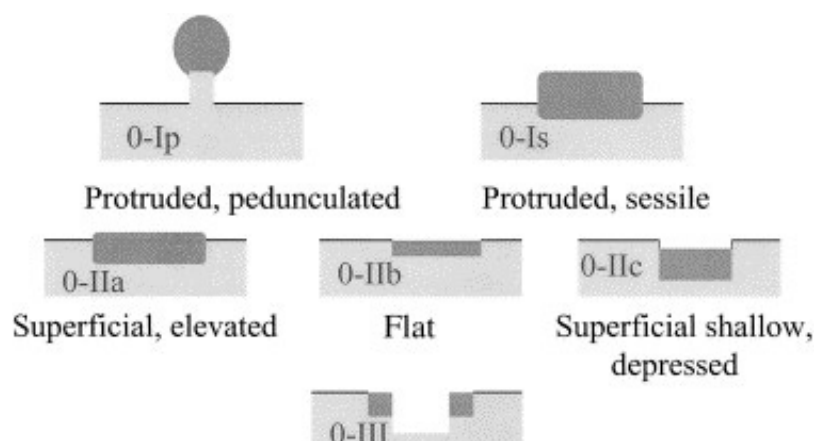 0-Ip
0-Is
Protruded, pedunculated
Protruded, sessile
0-IIa
0-IIb
0-IIc
Superficial, elevated
Flat
Superficial shallow,
depressed
0-III